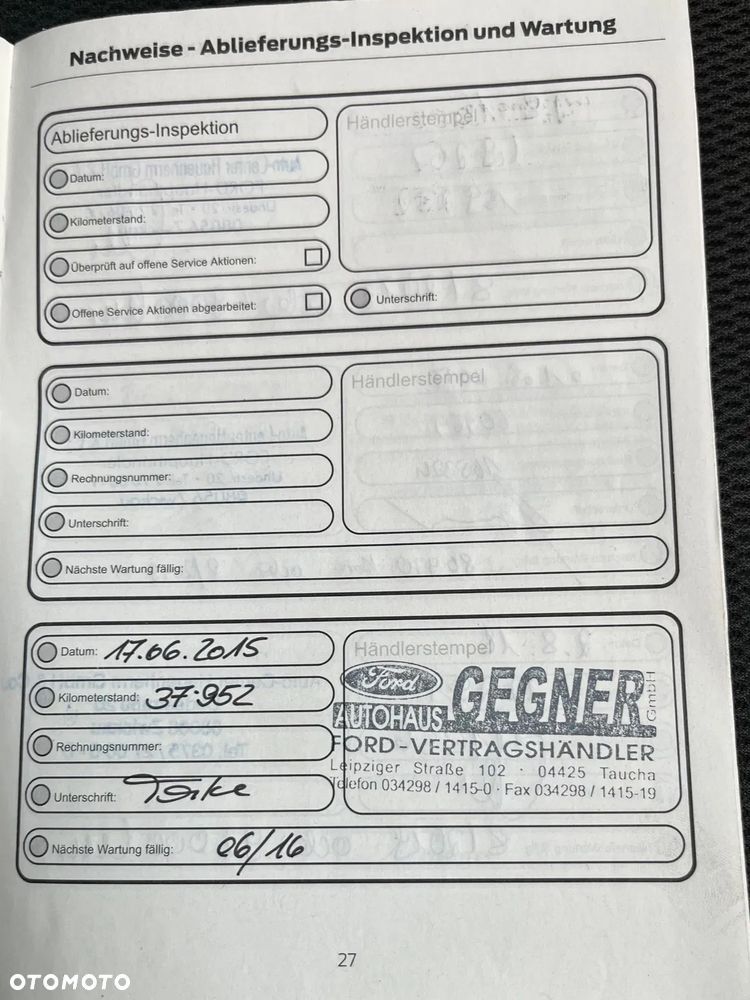 Nachweise - Ablieferungs-Inspektion und Wartung
Ablieferungs-Inspektion
Händlerstempel
Datum:
Kilometerstand:
Überprüft auf offene Service Aktionen:
Offene Service Aktionen abgearbeitet:
Unterschrift:
Datum:
Händlerstempel
Kilometerstand:
Rechnungsnummer:
Unterschrift:
Nächste Wartung fällig:
Datum: 17.06.2015
Händlerstempel
Kilometerstand: 37.952
Ford
AUTOHAUS GEGNER GmbH
Rechnungsnummer:
FORD-VERTRAGSHÄNDLER
Leipziger Straße 102 · 04425 Taucha
Telefon 034298 / 1415-0 · Fax 034298 / 1415-19
Unterschrift:
Nächste Wartung fällig: 06/16
27
OTOMOTO